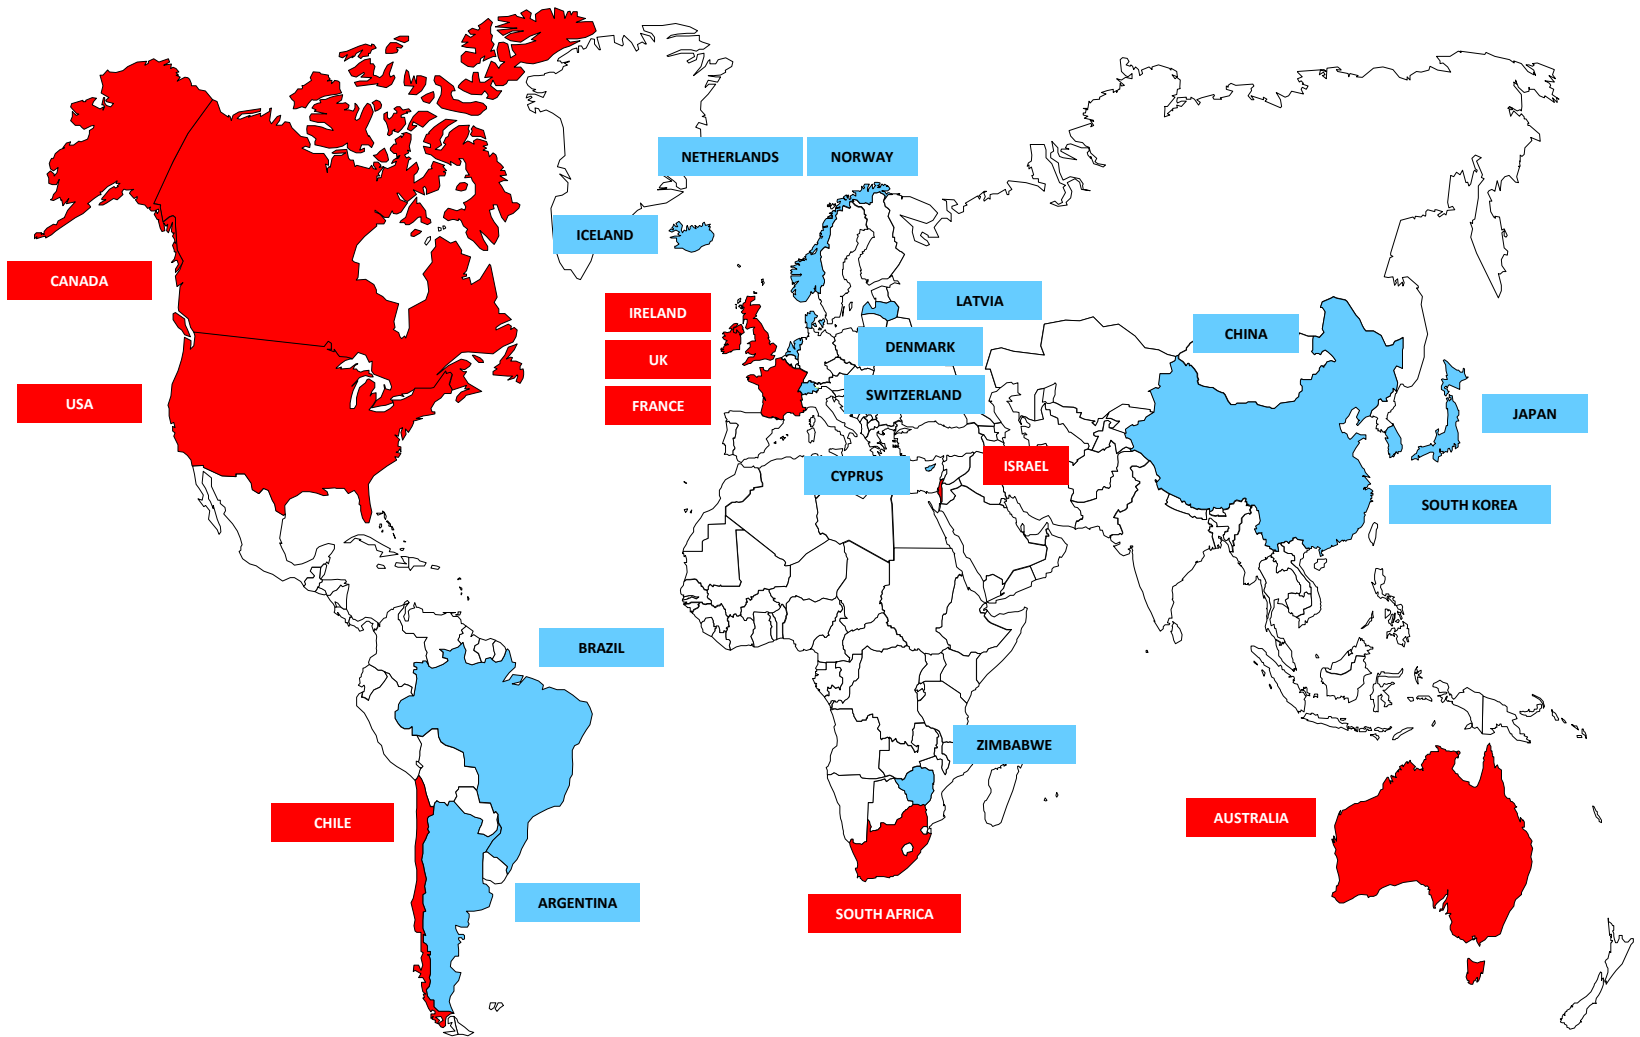 NETHERLANDS
NORWAY
ICELAND
CANADA
IRELAND
LATVIA
CHINA
UK
DENMARK
USA
FRANCE
SWITZERLAND
JAPAN
CYPRUS
ISRAEL
SOUTH KOREA
BRAZIL
ZIMBABWE
CHILE
AUSTRALIA
ARGENTINA
SOUTH AFRICA